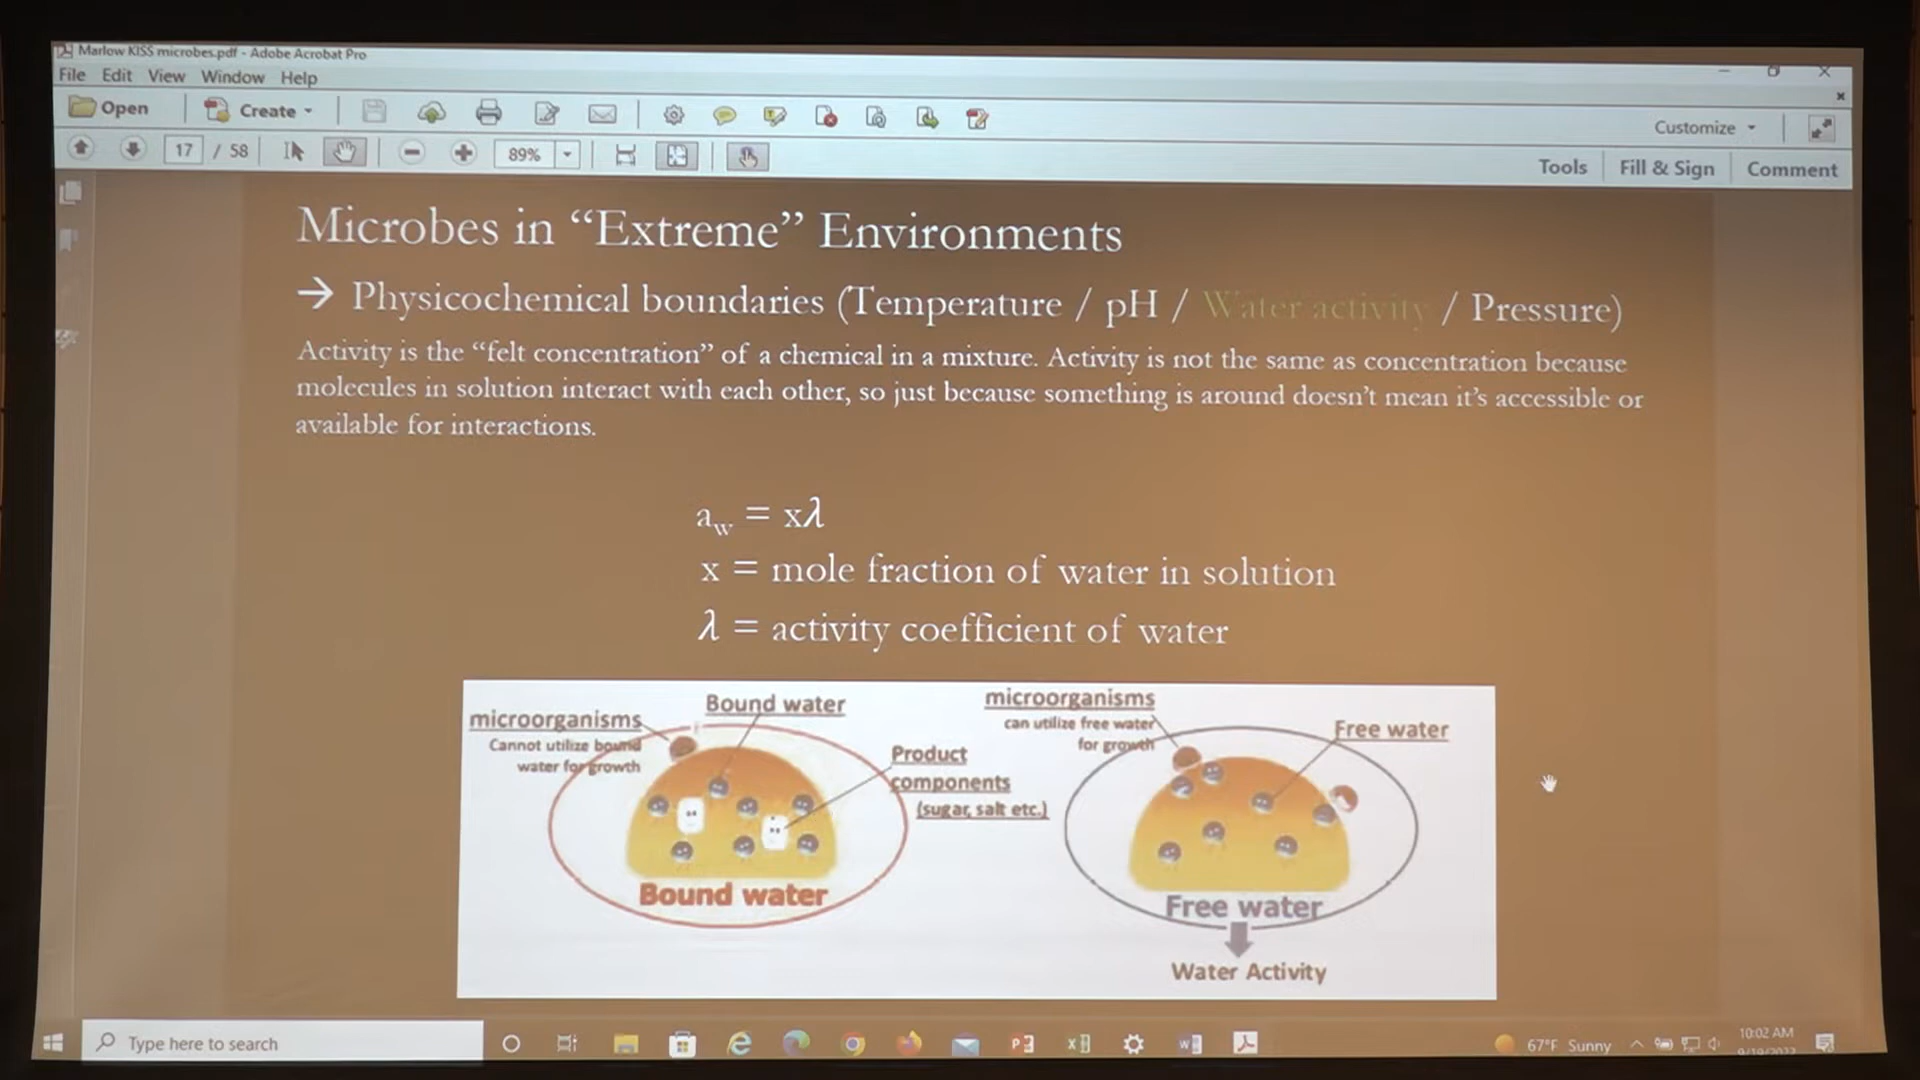 Marlow KISS microbes.pdf - Adobe Acrobat Pro
File Edit View Window Help
Open Create Customize
17 / 58 89% Tools Fill & Sign Comment
Microbes in “Extreme” Environments
→ Physicochemical boundaries (Temperature / pH / Water activity / Pressure)
Activity is the “felt concentration” of a chemical in a mixture. Activity is not the same as concentration because
molecules in solution interact with each other, so just because something is around doesn’t mean it’s accessible or
available for interactions.
a_w = xλ
x = mole fraction of water in solution
λ = activity coefficient of water
microorganisms
Cannot utilize bound
water for growth
Bound water
Product
components
(sugar, salt etc.)
Bound water
microorganisms
can utilize free water
for growth
Free water
Free water
Water Activity
Type here to search
67°F Sunny
10:02 AM